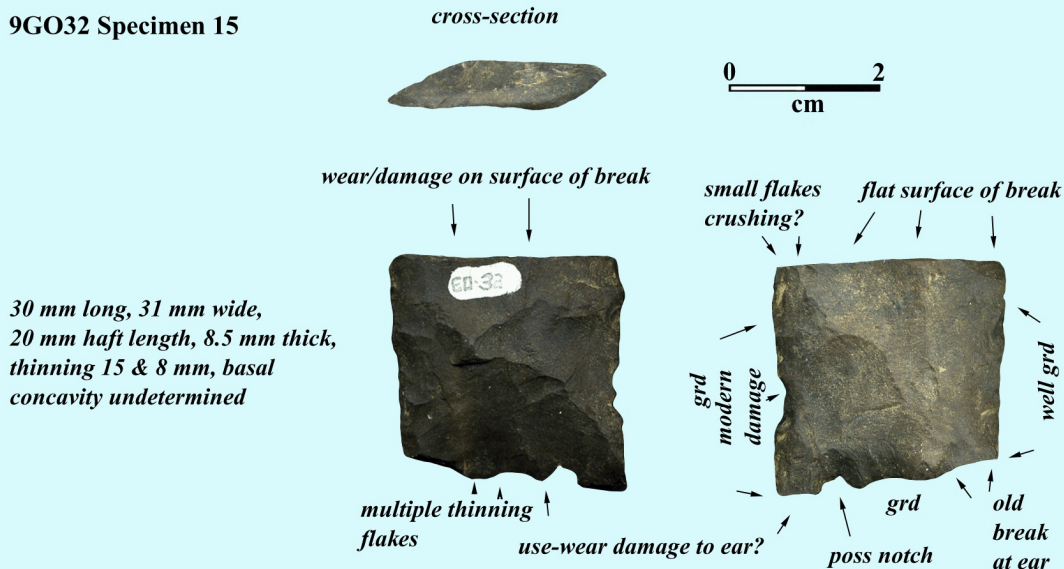 9GO32 Specimen 15
cross-section
0 2
cm
wear/damage on surface of break
small flakes
crushing?
flat surface of break
30 mm long, 31 mm wide,
20 mm haft length, 8.5 mm thick,
thinning 15 & 8 mm, basal
concavity undetermined
grd
modern
damage
well grd
multiple thinning
flakes
use-wear damage to ear?
poss notch
grd
old
break
at ear